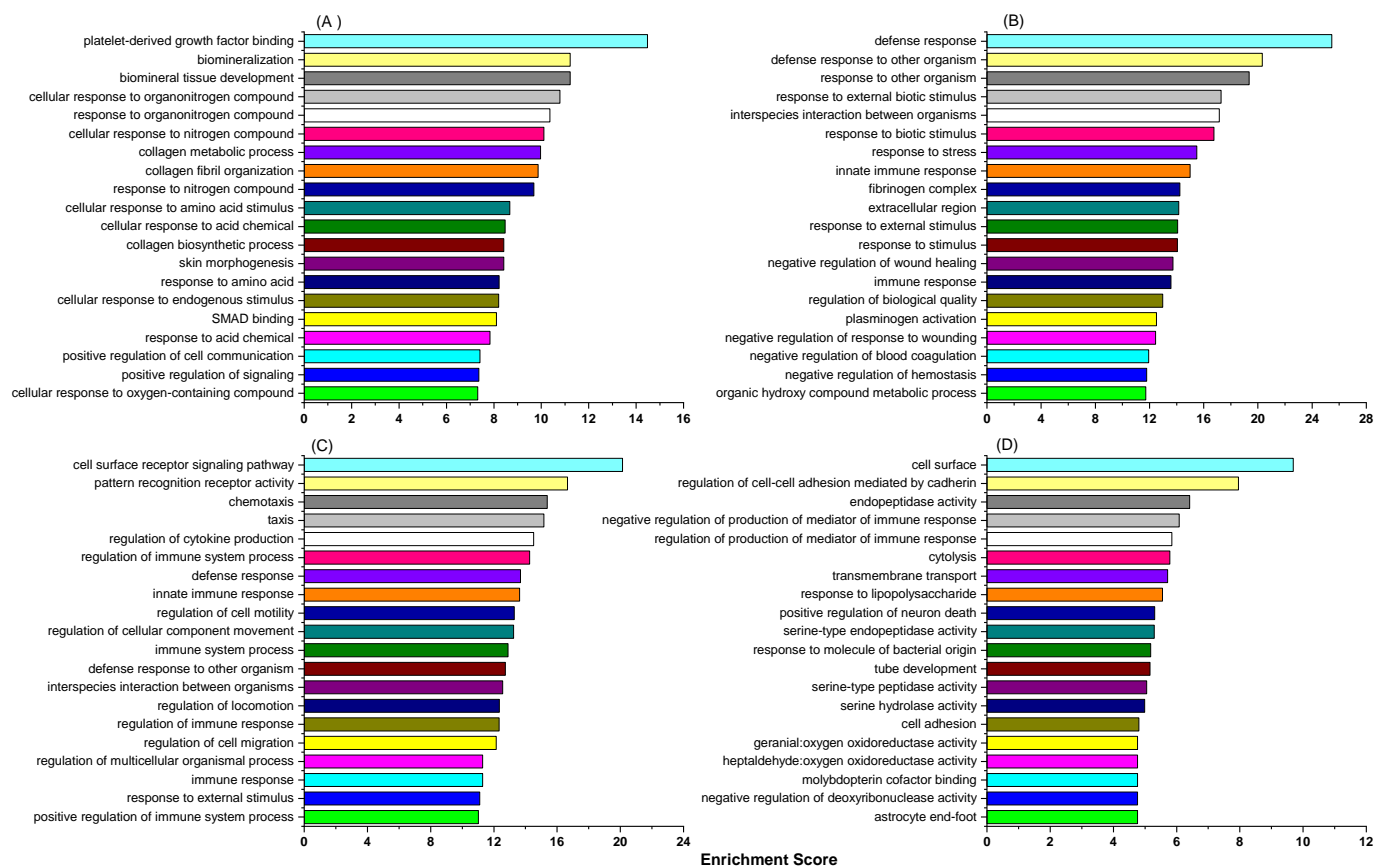 (A )
platelet-derived growth factor binding
biomineralization
biomineral tissue development
cellular response to organonitrogen compound
response to organonitrogen compound
cellular response to nitrogen compound
collagen metabolic process
collagen fibril organization
response to nitrogen compound
cellular response to amino acid stimulus
cellular response to acid chemical
collagen biosynthetic process
skin morphogenesis
response to amino acid
cellular response to endogenous stimulus
SMAD binding
response to acid chemical
positive regulation of cell communication
positive regulation of signaling
cellular response to oxygen-containing compound
0 2 4 6 8 10 12 14 16
(B)
defense response
defense response to other organism
response to other organism
response to external biotic stimulus
interspecies interaction between organisms
response to biotic stimulus
response to stress
innate immune response
fibrinogen complex
extracellular region
response to external stimulus
response to stimulus
negative regulation of wound healing
immune response
regulation of biological quality
plasminogen activation
negative regulation of response to wounding
negative regulation of blood coagulation
negative regulation of hemostasis
organic hydroxy compound metabolic process
0 4 8 12 16 20 24 28
(C)
cell surface receptor signaling pathway
pattern recognition receptor activity
chemotaxis
taxis
regulation of cytokine production
regulation of immune system process
defense response
innate immune response
regulation of cell motility
regulation of cellular component movement
immune system process
defense response to other organism
interspecies interaction between organisms
regulation of locomotion
regulation of immune response
regulation of cell migration
regulation of multicellular organismal process
immune response
response to external stimulus
positive regulation of immune system process
0 4 8 12 16 20 24
(D)
cell surface
regulation of cell-cell adhesion mediated by cadherin
endopeptidase activity
negative regulation of production of mediator of immune response
regulation of production of mediator of immune response
cytolysis
transmembrane transport
response to lipopolysaccharide
positive regulation of neuron death
serine-type endopeptidase activity
response to molecule of bacterial origin
tube development
serine-type peptidase activity
serine hydrolase activity
cell adhesion
geranial:oxygen oxidoreductase activity
heptaldehyde:oxygen oxidoreductase activity
molybdopterin cofactor binding
negative regulation of deoxyribonuclease activity
astrocyte end-foot
0 2 4 6 8 10 12
Enrichment Score